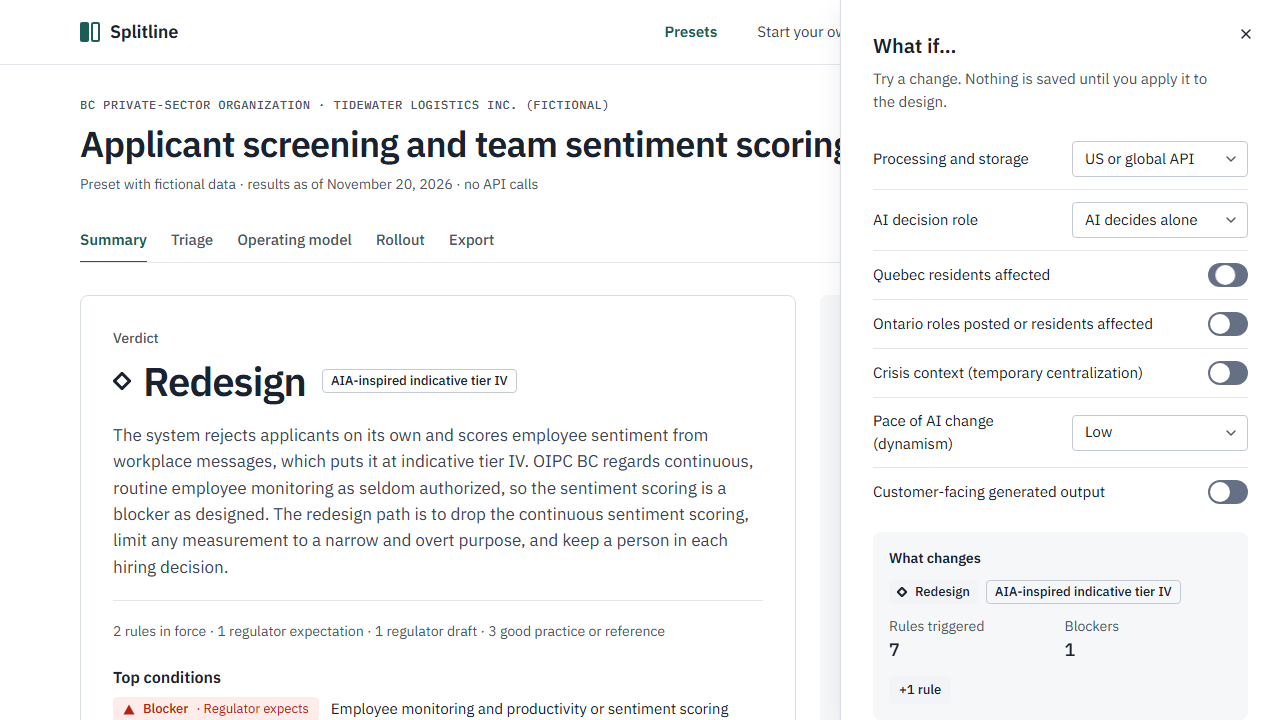 Splitline
Presets
Start your ow
BC PRIVATE-SECTOR ORGANIZATION · TIDEWATER LOGISTICS INC. (FICTIONAL)
Applicant screening and team sentiment scoring
Preset with fictional data · results as of November 20, 2026 · no API calls
Summary
Triage
Operating model
Rollout
Export
Verdict
Redesign
AIA-inspired indicative tier IV
The system rejects applicants on its own and scores employee sentiment from
workplace messages, which puts it at indicative tier IV. OIPC BC regards continuous,
routine employee monitoring as seldom authorized, so the sentiment scoring is a
blocker as designed. The redesign path is to drop the continuous sentiment scoring,
limit any measurement to a narrow and overt purpose, and keep a person in each
hiring decision.
2 rules in force · 1 regulator expectation · 1 regulator draft · 3 good practice or reference
Top conditions
Blocker · Regulator expects
Employee monitoring and productivity or sentiment scoring
What if…
Try a change. Nothing is saved until you apply it to
the design.
Processing and storage
US or global API
AI decision role
AI decides alone
Quebec residents affected
Ontario roles posted or residents affected
Crisis context (temporary centralization)
Pace of AI change
(dynamism)
Low
Customer-facing generated output
What changes
Redesign
AIA-inspired indicative tier IV
Rules triggered
7
Blockers
1
+1 rule